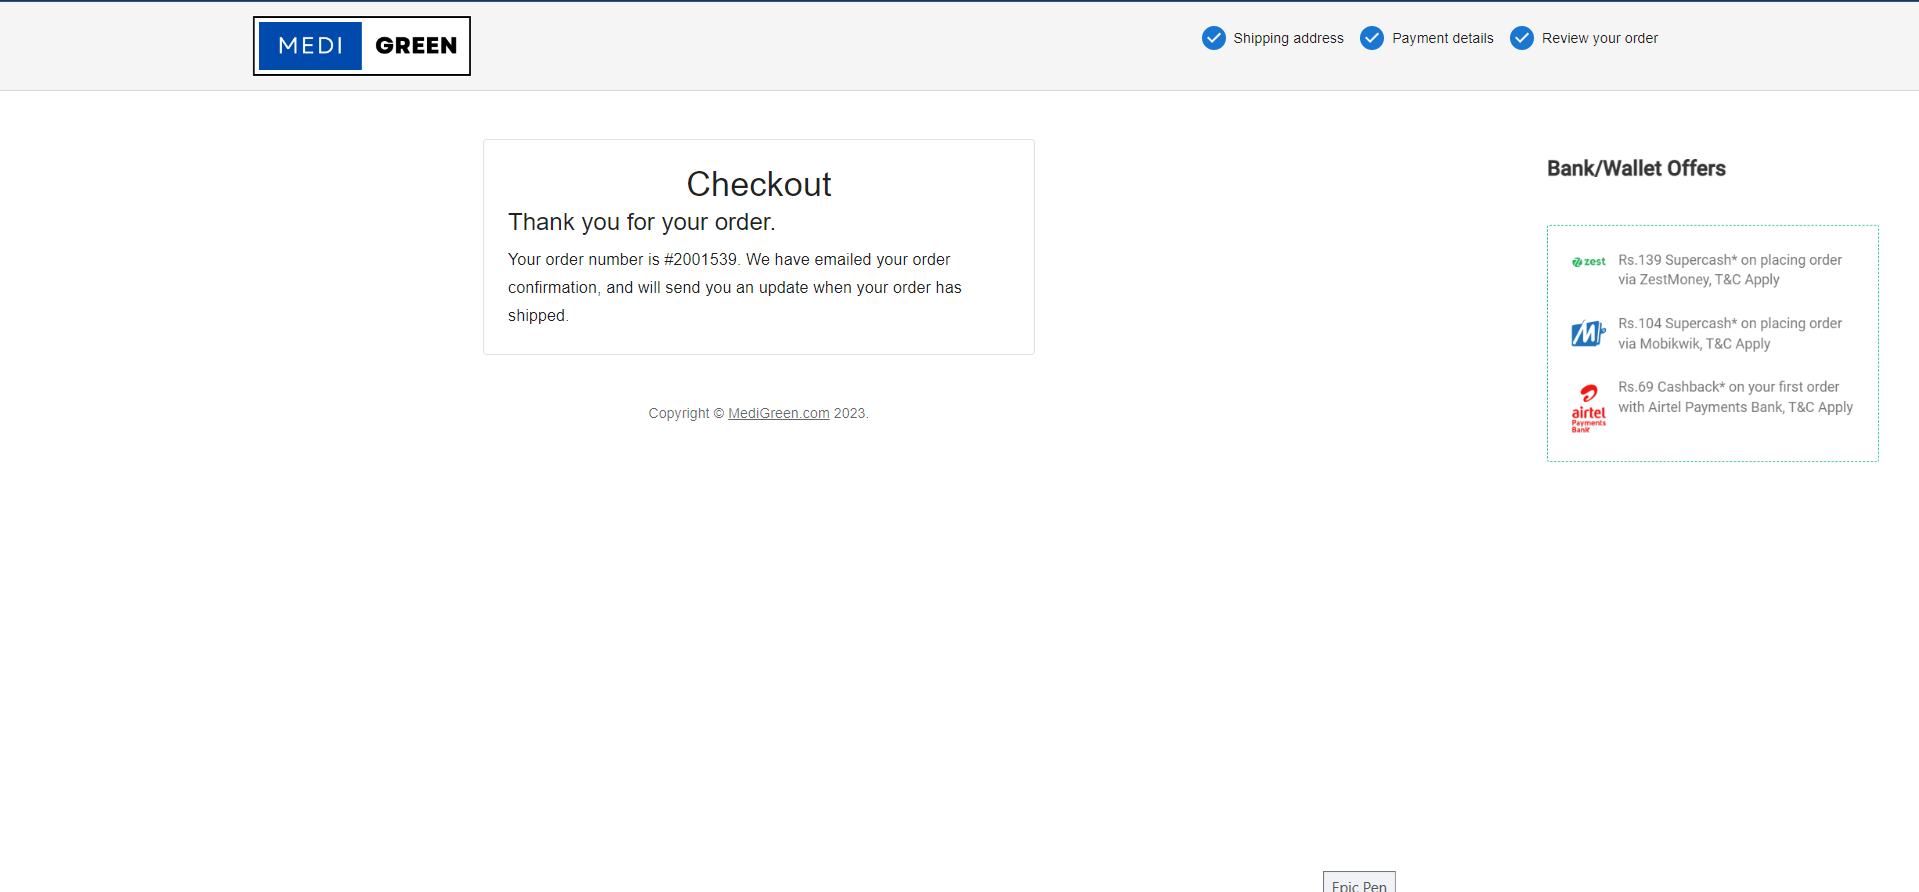 MEDI GREEN
Shipping address Payment details Review your order
Checkout
Thank you for your order.
Your order number is #2001539. We have emailed your order
confirmation, and will send you an update when your order has
shipped.
Copyright © MediGreen.com 2023.
Bank/Wallet Offers
zest
Rs.139 Supercash* on placing order
via ZestMoney, T&C Apply
Rs.104 Supercash* on placing order
via Mobikwik, T&C Apply
airtel
Payments
Bank
Rs.69 Cashback* on your first order
with Airtel Payments Bank, T&C Apply
Epic Pen